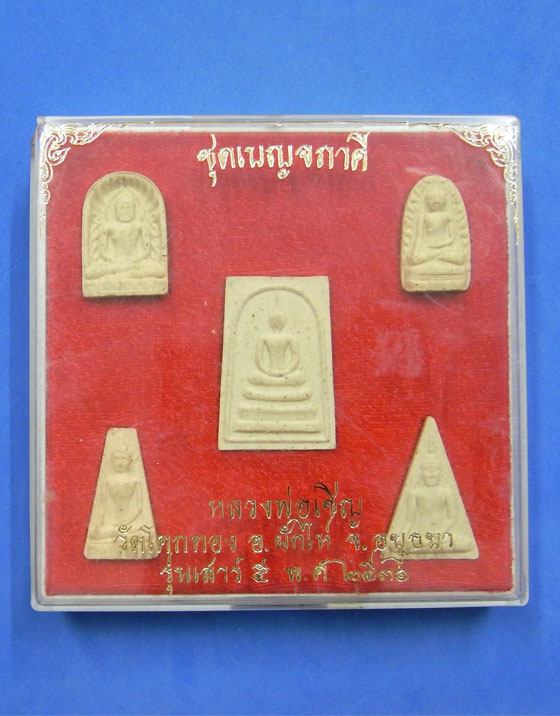 ชุดเบญจภาคี
หลวงพ่อเชิญ
วัดโคกทอง อ.ผักไห่ จ.อยุธยา
รุ่นเสาร์ ๕ พ.ศ ๒๕๓๖